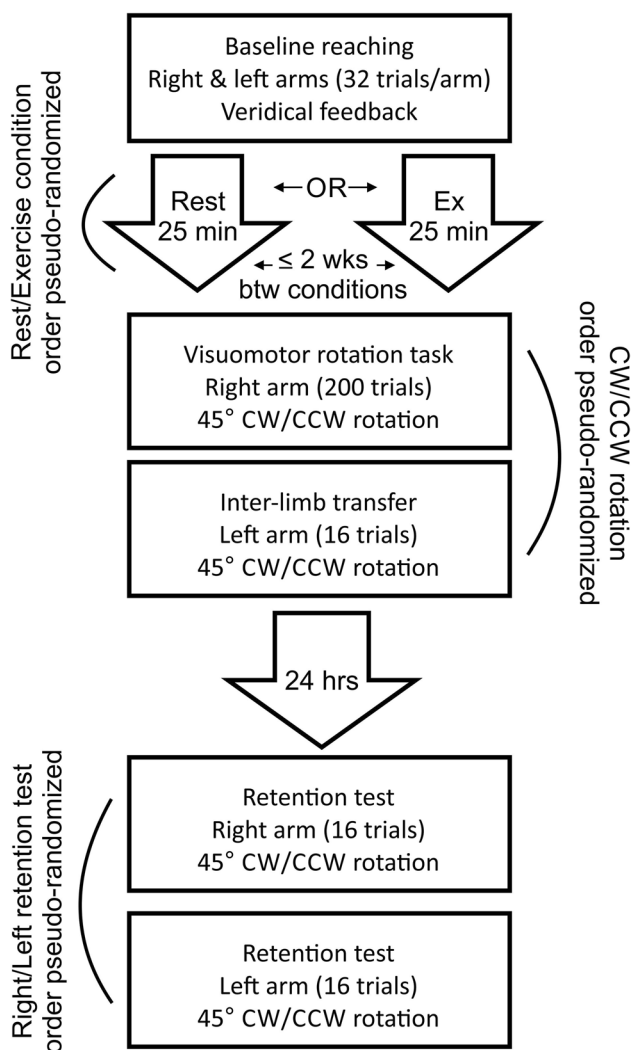 Baseline reaching
Right & left arms (32 trials/arm)
Veridical feedback
Rest/Exercise condition
order pseudo-randomized
Rest
25 min
←OR→
Ex
25 min
← ≤ 2 wks →
btw conditions
Visuomotor rotation task
Right arm (200 trials)
45° CW/CCW rotation
Inter-limb transfer
Left arm (16 trials)
45° CW/CCW rotation
CW/CCW rotation
order pseudo-randomized
24 hrs
Retention test
Right arm (16 trials)
45° CW/CCW rotation
Retention test
Left arm (16 trials)
45° CW/CCW rotation
Right/Left retention test
order pseudo-randomized